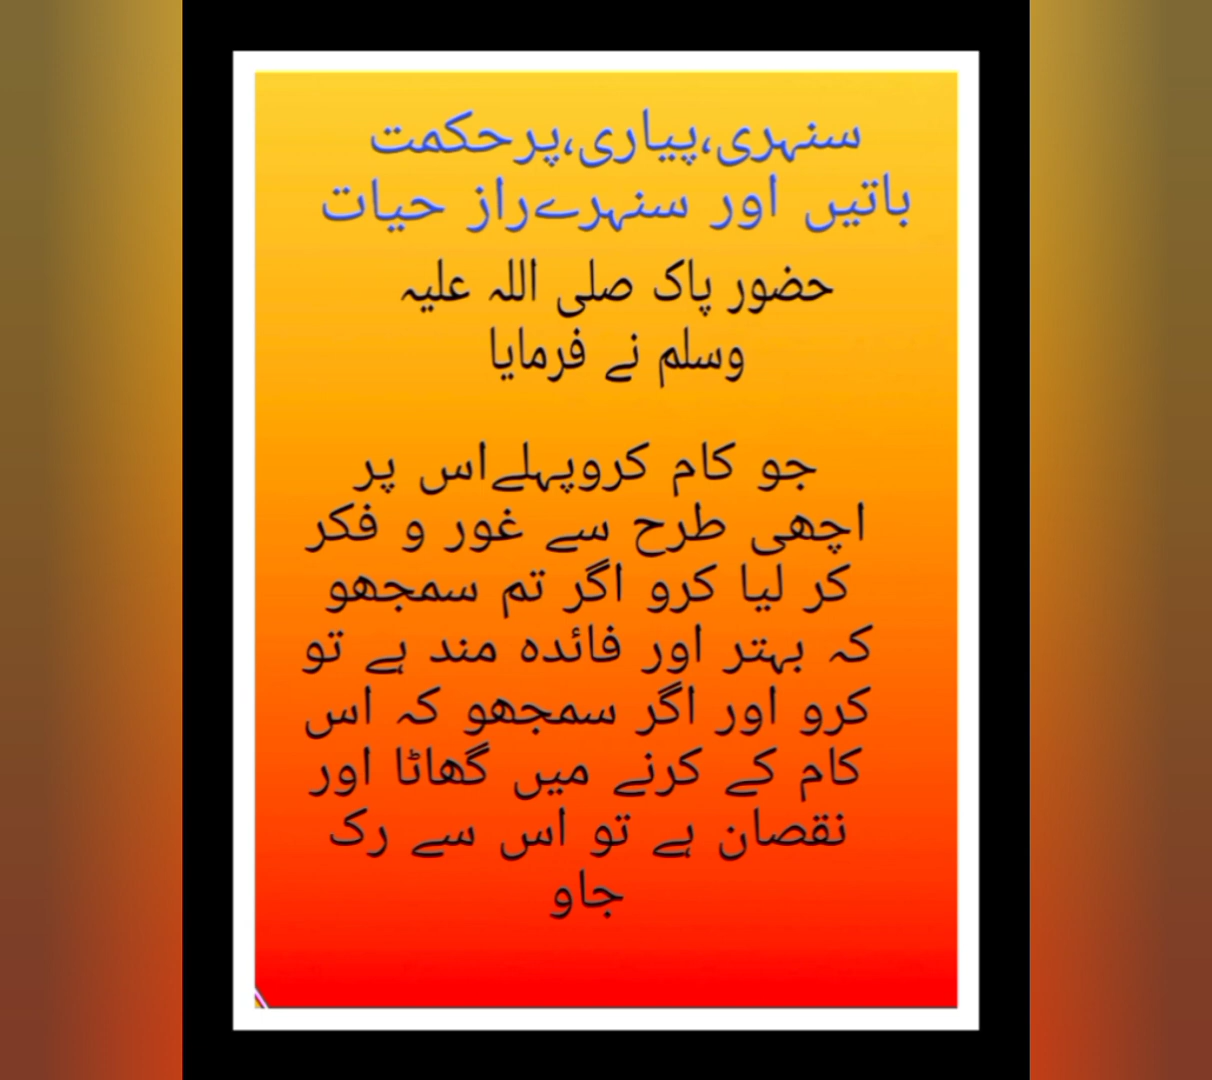 سنہری،پیاری،پرحکمت
باتیں اور سنہرےراز حیات
حضور پاک صلی اللہ علیہ
وسلم نے فرمایا
جو کام کروپہلےاس پر
اچھی طرح سے غور و فکر
کر لیا کرو اگر تم سمجھو
کہ بہتر اور فائدہ مند ہے تو
کرو اور اگر سمجھو کہ اس
کام کے کرنے میں گھاٹا اور
نقصان ہے تو اس سے رک
جاو